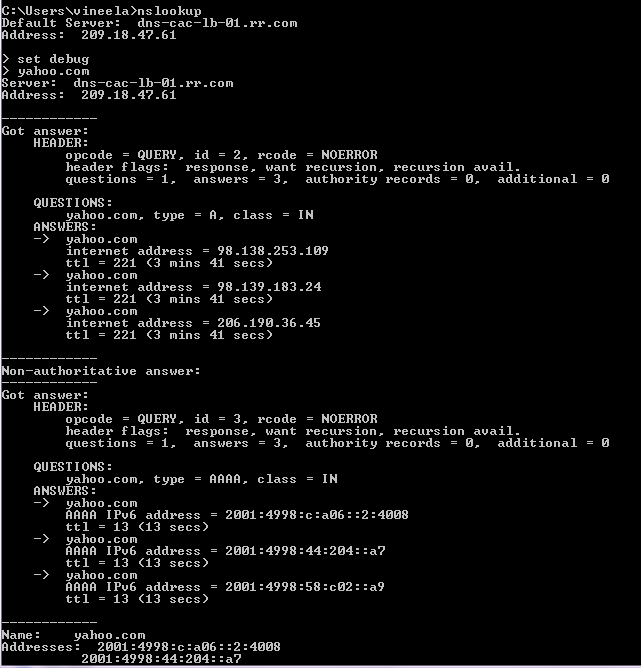 C:\Users\vineela>nslookup
Default Server:  dns-cac-lb-01.rr.com
Address:  209.18.47.61

> set debug
> yahoo.com
Server:  dns-cac-lb-01.rr.com
Address:  209.18.47.61

------------
Got answer:
    HEADER:
        opcode = QUERY, id = 2, rcode = NOERROR
        header flags:  response, want recursion, recursion avail.
        questions = 1,  answers = 3,  authority records = 0,  additional = 0

    QUESTIONS:
        yahoo.com, type = A, class = IN
    ANSWERS:
    ->  yahoo.com
        internet address = 98.138.253.109
        ttl = 221 (3 mins 41 secs)
    ->  yahoo.com
        internet address = 98.139.183.24
        ttl = 221 (3 mins 41 secs)
    ->  yahoo.com
        internet address = 206.190.36.45
        ttl = 221 (3 mins 41 secs)

------------
Non-authoritative answer:
------------
Got answer:
    HEADER:
        opcode = QUERY, id = 3, rcode = NOERROR
        header flags:  response, want recursion, recursion avail.
        questions = 1,  answers = 3,  authority records = 0,  additional = 0

    QUESTIONS:
        yahoo.com, type = AAAA, class = IN
    ANSWERS:
    ->  yahoo.com
        AAAA IPv6 address = 2001:4998:c:a06::2:4008
        ttl = 13 (13 secs)
    ->  yahoo.com
        AAAA IPv6 address = 2001:4998:44:204::a7
        ttl = 13 (13 secs)
    ->  yahoo.com
        AAAA IPv6 address = 2001:4998:58:c02::a9
        ttl = 13 (13 secs)

------------
Name:    yahoo.com
Addresses:  2001:4998:c:a06::2:4008
          2001:4998:44:204::a7